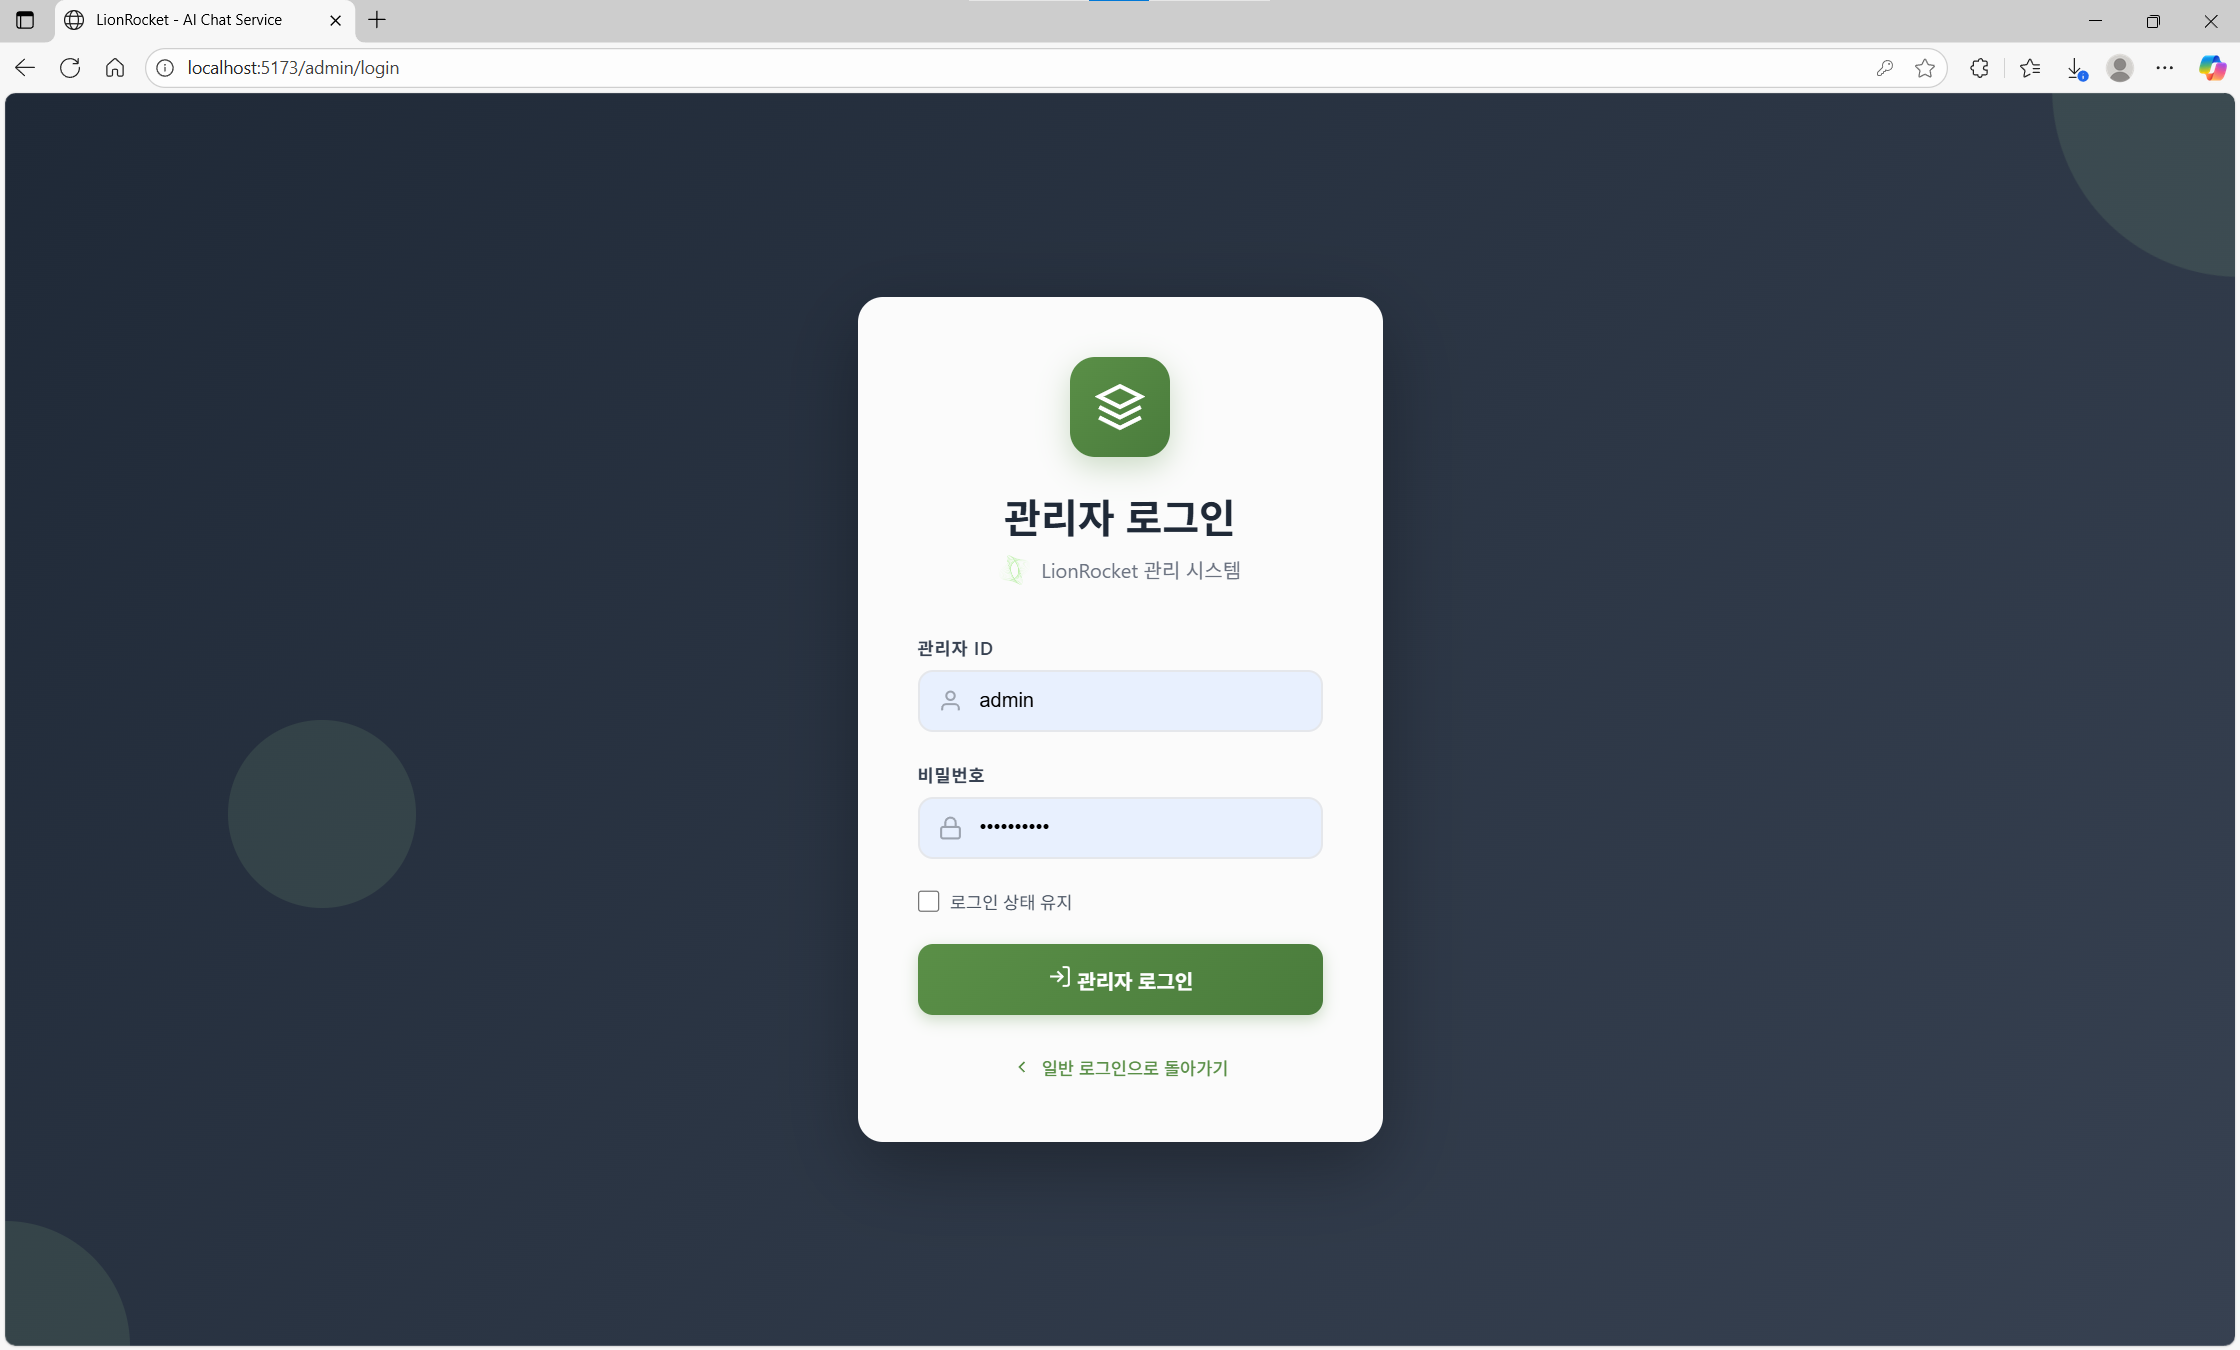 LionRocket - AI Chat Service
localhost:5173/admin/login
관리자 로그인
LionRocket 관리 시스템
관리자 ID
admin
비밀번호
••••••••••
로그인 상태 유지
관리자 로그인
일반 로그인으로 돌아가기